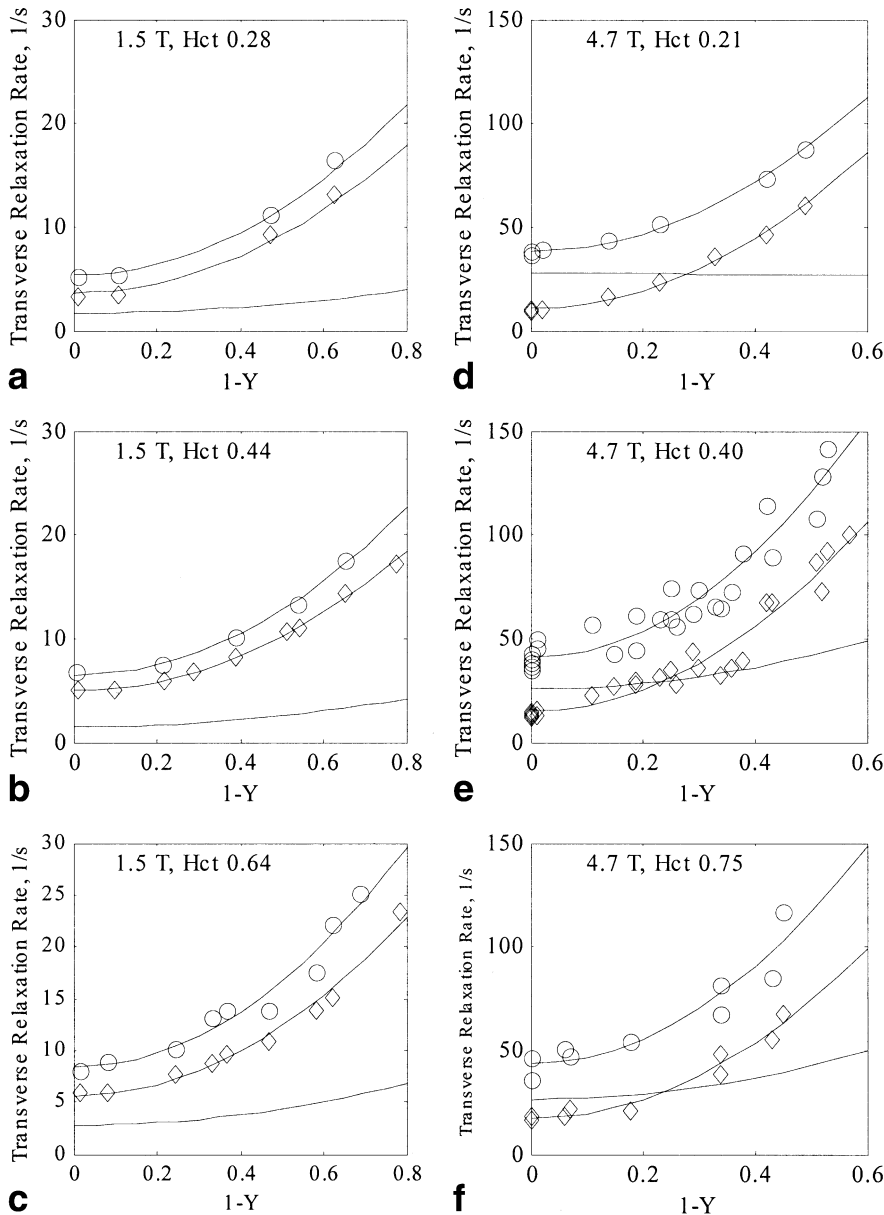 Transverse Relaxation Rate, 1/s
1.5 T, Hct 0.28
30
20
10
0
0 0.2 0.4 0.6 0.8
1-Y
a
Transverse Relaxation Rate, 1/s
1.5 T, Hct 0.44
30
20
10
0
0 0.2 0.4 0.6 0.8
1-Y
b
Transverse Relaxation Rate, 1/s
1.5 T, Hct 0.64
30
25
20
15
10
5
0
0 0.2 0.4 0.6 0.8
1-Y
c
Transverse Relaxation Rate, 1/s
4.7 T, Hct 0.21
150
100
50
0
0 0.2 0.4 0.6
1-Y
d
Transverse Relaxation Rate, 1/s
4.7 T, Hct 0.40
150
100
50
0
0 0.2 0.4 0.6
1-Y
e
Transverse Relaxation Rate, 1/s
4.7 T, Hct 0.75
150
100
50
0
0 0.2 0.4 0.6
1-Y
f